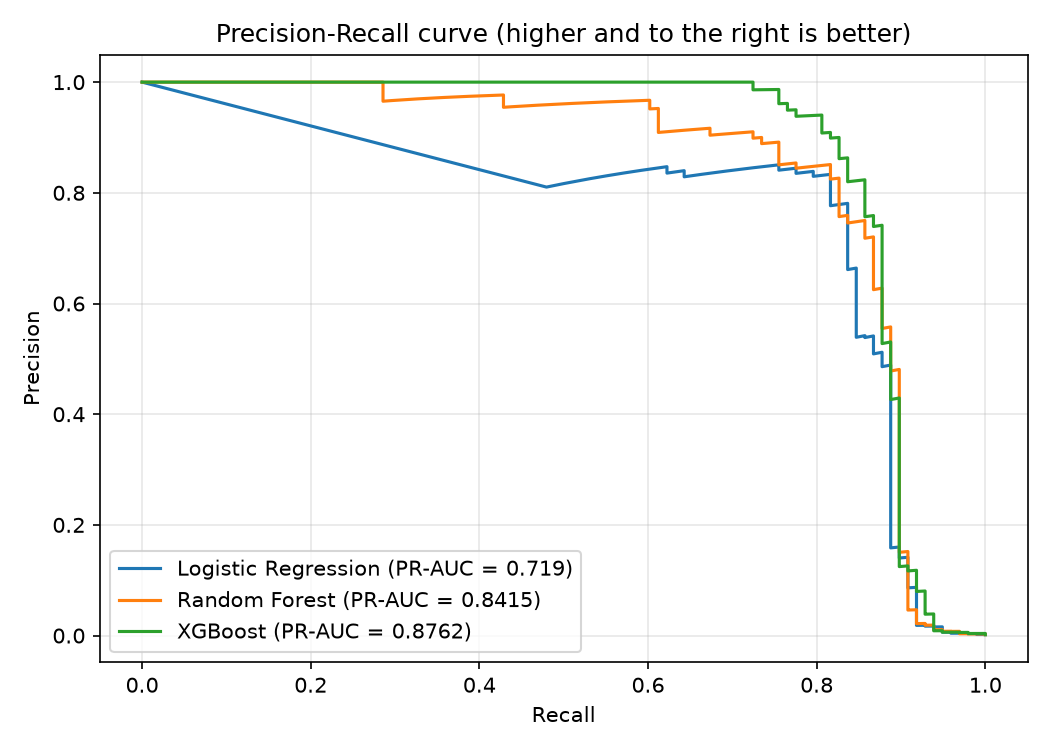 Precision-Recall curve (higher and to the right is better)
1.0
0.8
0.6
0.4
0.2
0.0
Precision
Logistic Regression (PR-AUC = 0.719)
Random Forest (PR-AUC = 0.8415)
XGBoost (PR-AUC = 0.8762)
0.0 0.2 0.4 0.6 0.8 1.0
Recall